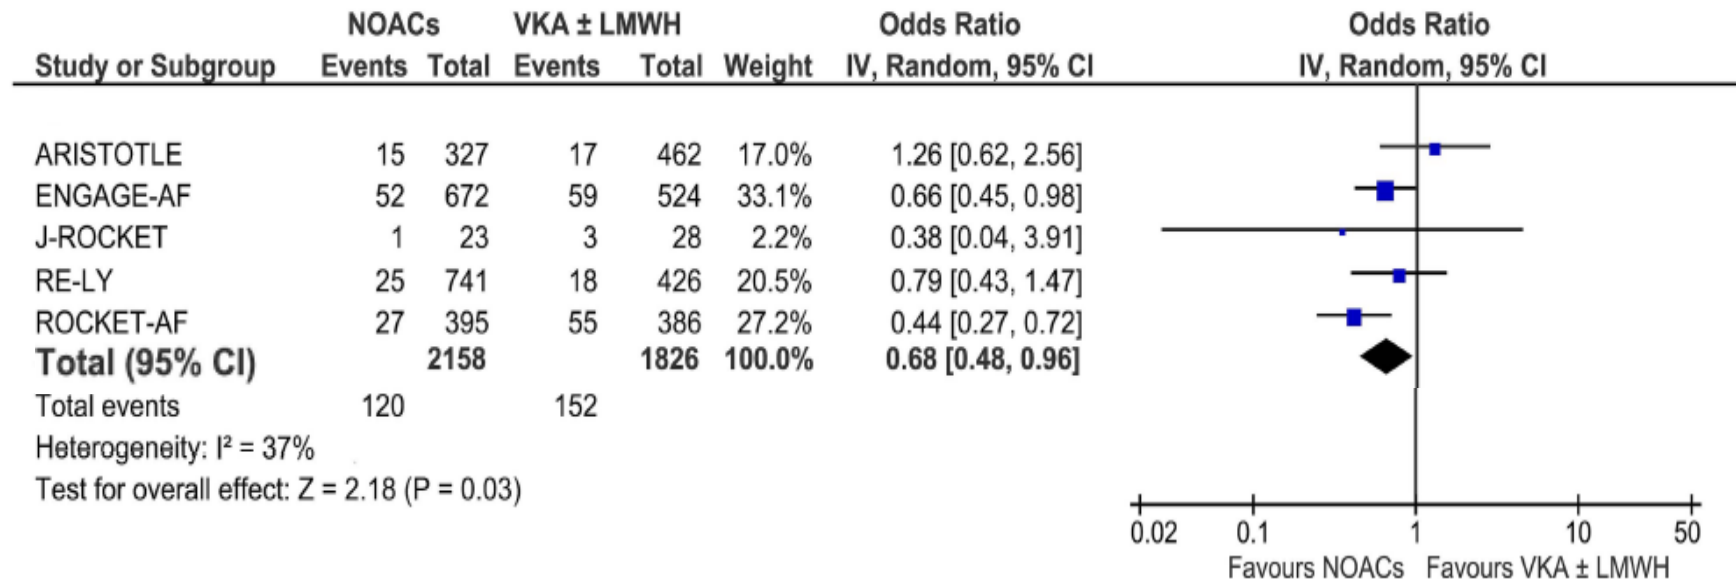 NOACs VKA ± LMWH Odds Ratio Odds Ratio
Study or Subgroup Events Total Events Total Weight IV, Random, 95% CI IV, Random, 95% CI
ARISTOTLE 15 327 17 462 17.0% 1.26 [0.62, 2.56]
ENGAGE-AF 52 672 59 524 33.1% 0.66 [0.45, 0.98]
J-ROCKET 1 23 3 28 2.2% 0.38 [0.04, 3.91]
RE-LY 25 741 18 426 20.5% 0.79 [0.43, 1.47]
ROCKET-AF 27 395 55 386 27.2% 0.44 [0.27, 0.72]
Total (95% CI) 2158 1826 100.0% 0.68 [0.48, 0.96]
Total events 120 152
Heterogeneity: I² = 37%
Test for overall effect: Z = 2.18 (P = 0.03)
0.02 0.1 1 10 50
Favours NOACs Favours VKA ± LMWH